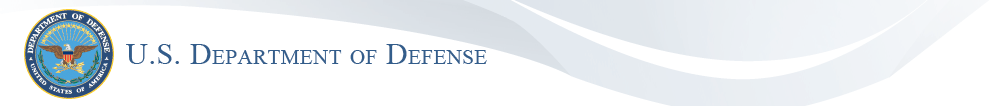 DEPARTMENT OF DEFENSE
UNITED STATES OF AMERICA
U.S. DEPARTMENT OF DEFENSE